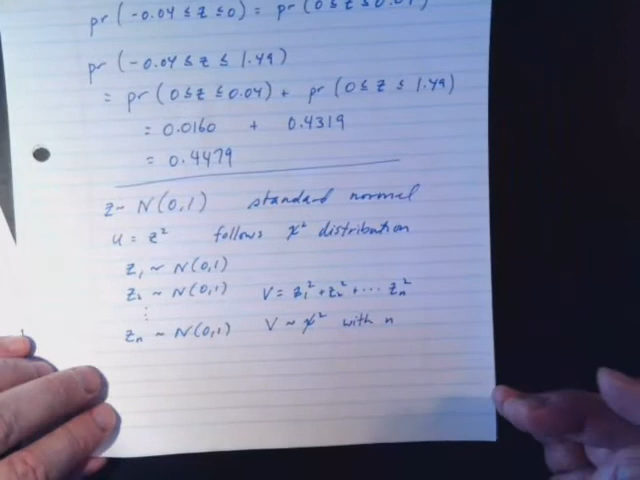 pr(-0.04 ≤ z ≤ 0) = pr(0 ≤ z ≤ 0.04)
pr(-0.04 ≤ z ≤ 1.49)
= pr(0 ≤ z ≤ 0.04) + pr(0 ≤ z ≤ 1.49)
= 0.0160 + 0.4319
= 0.4479
z ~ N(0,1) standard normal
u = z² follows χ² distribution
z₁ ~ N(0,1)
z₂ ~ N(0,1) V = z₁² + z₂² + ⋯ zₙ²
⋮
zₙ ~ N(0,1) V ~ χ² with n